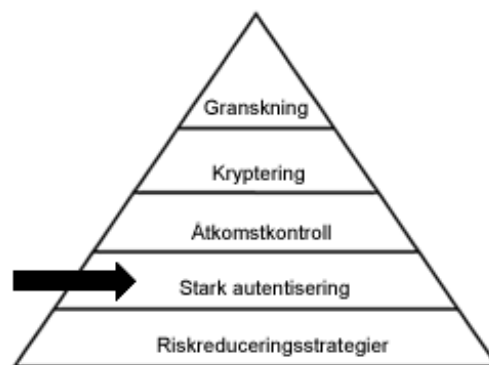 Granskning
Kryptering
Åtkomstkontroll
Stark autentisering
Riskreduceringsstrategier